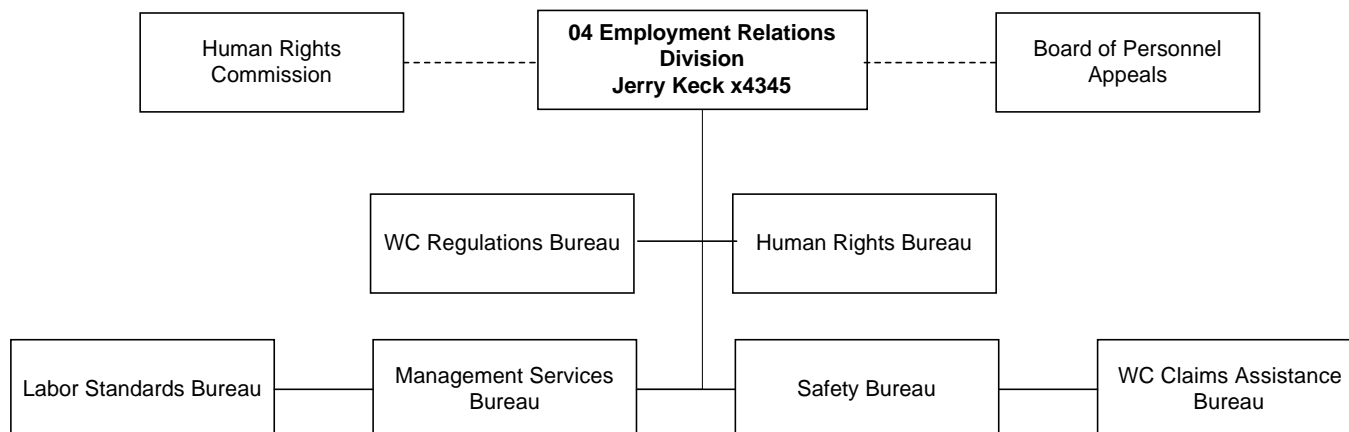 Human Rights
Commission
04 Employment Relations
Division
Jerry Keck x4345
Board of Personnel
Appeals
WC Regulations Bureau
Human Rights Bureau
Labor Standards Bureau
Management Services
Bureau
Safety Bureau
WC Claims Assistance
Bureau